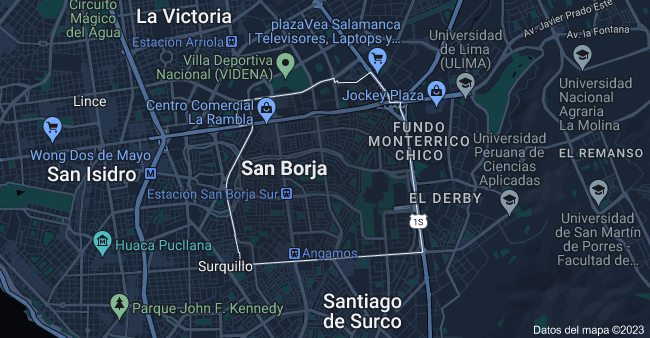 Circuito
Mágico
del Agua
La Victoria
plazaVea Salamanca
| Televisores, Laptops y...
Av. Javier Prado Este
Estación Arriola
Universidad
de Lima
(ULIMA)
Av. la Fontana
Villa Deportiva
Nacional (VIDENA)
Lince
Centro Comercial
La Rambla
Jockey Plaza
Universidad
Nacional
Agraria
La Molina
FUNDO
MONTERRICO
CHICO
Universidad
Peruana de
Ciencias
Aplicadas
EL REMANSO
Wong Dos de Mayo
San Isidro
M
San Borja
Estación San Borja Sur
EL DERBY
1S
Universidad
de San Martín
de Porres -
Facultad de...
Huaca Pucllana
Angamos
Surquillo
Parque John F. Kennedy
Santiago
de Surco
Datos del mapa ©2023